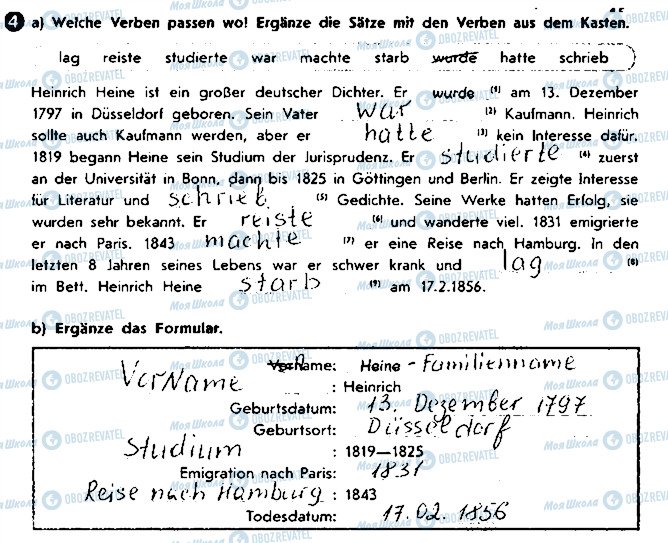 4 a) Welche Verben passen wo! Ergänze die Sätze mit den Verben aus dem Kasten.
lag reiste studierte war machte starb wurde hatte schrieb
Heinrich Heine ist ein großer deutscher Dichter. Er wurde (1) am 13. Dezember
1797 in Düsseldorf geboren. Sein Vater war (2) Kaufmann. Heinrich
sollte auch Kaufmann werden, aber er hatte (3) kein Interesse dafür.
1819 begann Heine sein Studium der Jurisprudenz. Er studierte (4) zuerst
an der Universität in Bonn, dann bis 1825 in Göttingen und Berlin. Er zeigte Interesse
für Literatur und schrieb (5) Gedichte. Seine Werke hatten Erfolg, sie
wurden sehr bekannt. Er reiste (6) und wanderte viel. 1831 emigrierte
er nach Paris. 1843 machte (7) er eine Reise nach Hamburg. In den
letzten 8 Jahren seines Lebens war er schwer krank und lag (8)
im Bett. Heinrich Heine starb (9) am 17.2.1856.
b) Ergänze das Formular.
Vorname: Heine - Familienname
VorName : Heinrich
Geburtsdatum: 13. Dezember 1797
Geburtsort: Düsseldorf
Studium : 1819—1825
Emigration nach Paris: 1831
Reise nach Hamburg : 1843
Todesdatum: 17.02.1856